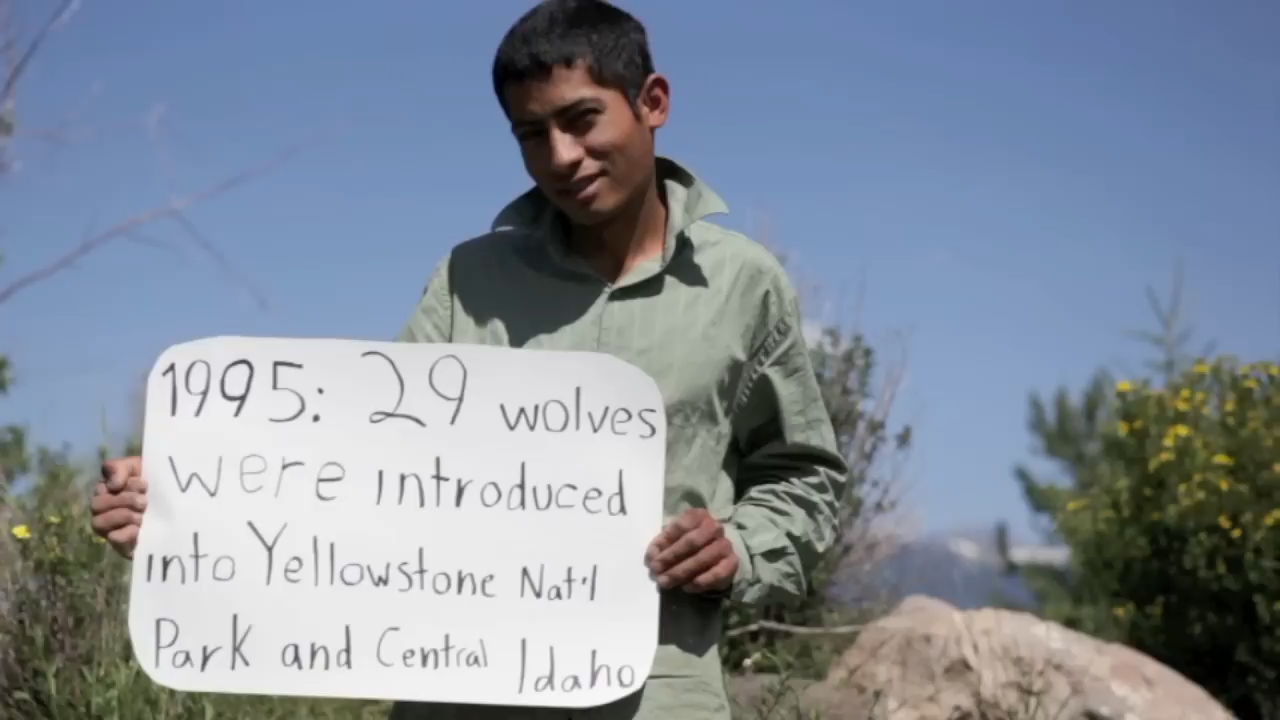 1995: 29 wolves
were introduced
into Yellowstone Nat'l
Park and Central Idaho